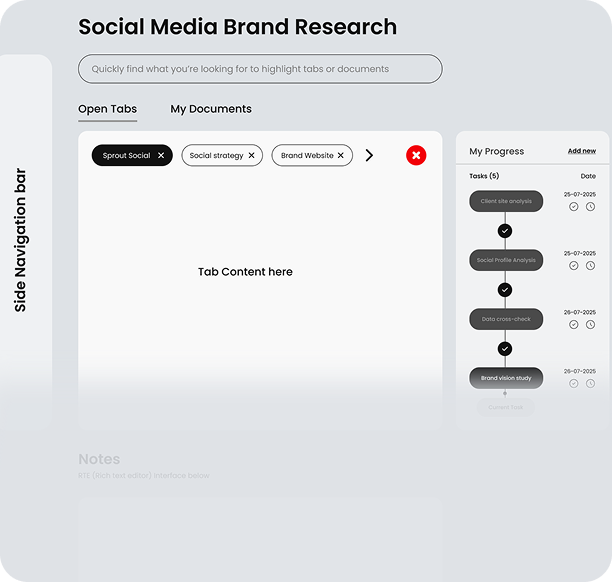 Social Media Brand Research
Quickly find what you're looking for to highlight tabs or documents
Open Tabs
My Documents
Sprout Social
Social strategy
Brand Website
Tab Content here
Side Navigation bar
My Progress
Add new
Tasks (5)
Date
Client site analysis
25-07-2025
Social Profile Analysis
25-07-2025
Data cross-check
26-07-2025
Brand vision study
26-07-2025
Notes
RTE (Rich text editor) Interface below